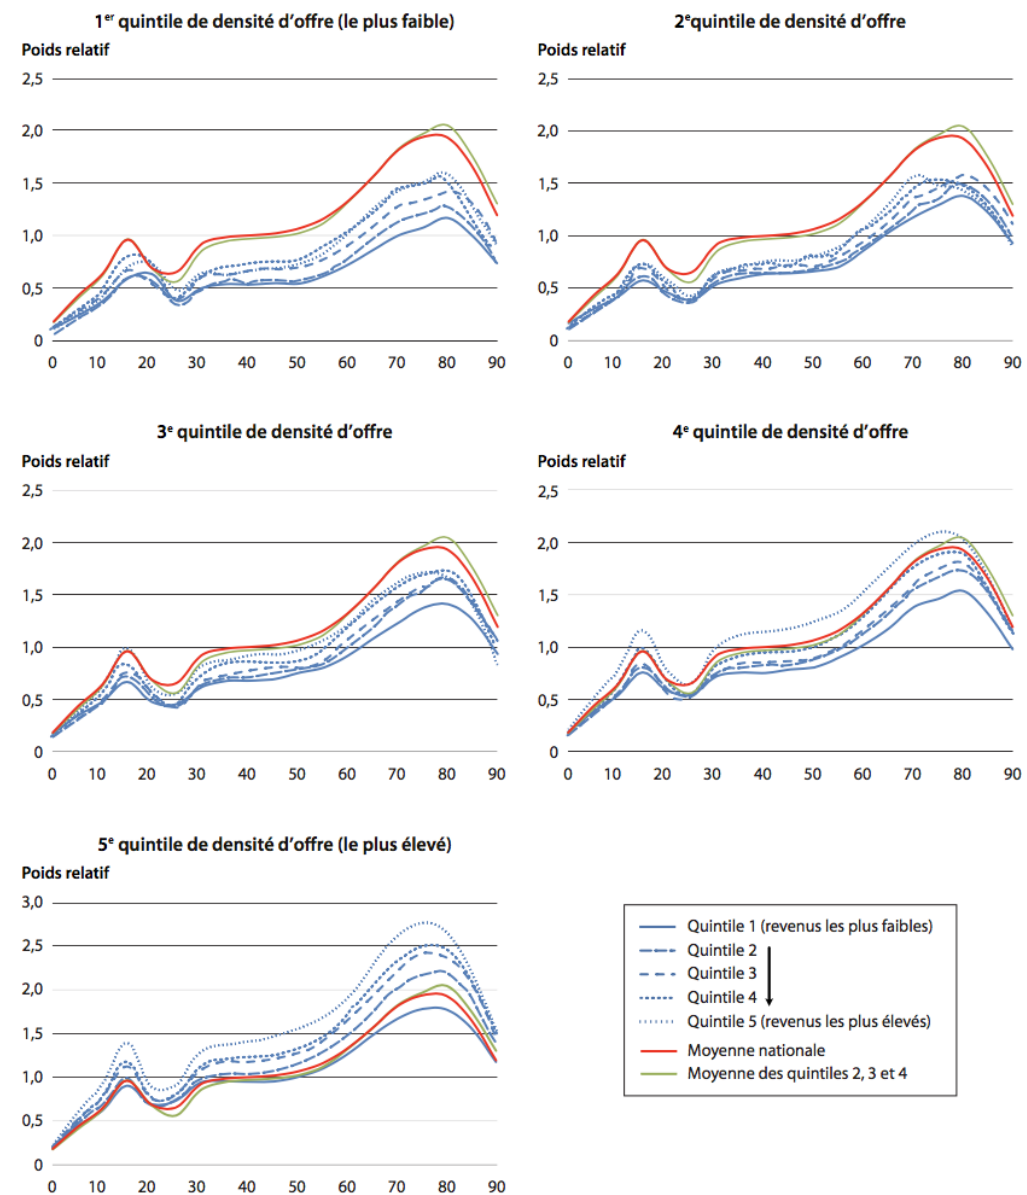 1er quintile de densité d’offre (le plus faible)
Poids relatif
2,5
2,0
1,5
1,0
0,5
0
0 10 20 30 40 50 60 70 80 90
2equintile de densité d’offre
Poids relatif
2,5
2,0
1,5
1,0
0,5
0
0 10 20 30 40 50 60 70 80 90
3e quintile de densité d’offre
Poids relatif
2,5
2,0
1,5
1,0
0,5
0
0 10 20 30 40 50 60 70 80 90
4e quintile de densité d’offre
Poids relatif
2,5
2,0
1,5
1,0
0,5
0
0 10 20 30 40 50 60 70 80 90
5e quintile de densité d’offre (le plus élevé)
Poids relatif
3,0
2,5
2,0
1,5
1,0
0,5
0
0 10 20 30 40 50 60 70 80 90
Quintile 1 (revenus les plus faibles)
Quintile 2
Quintile 3
Quintile 4
Quintile 5 (revenus les plus élevés)
Moyenne nationale
Moyenne des quintiles 2, 3 et 4